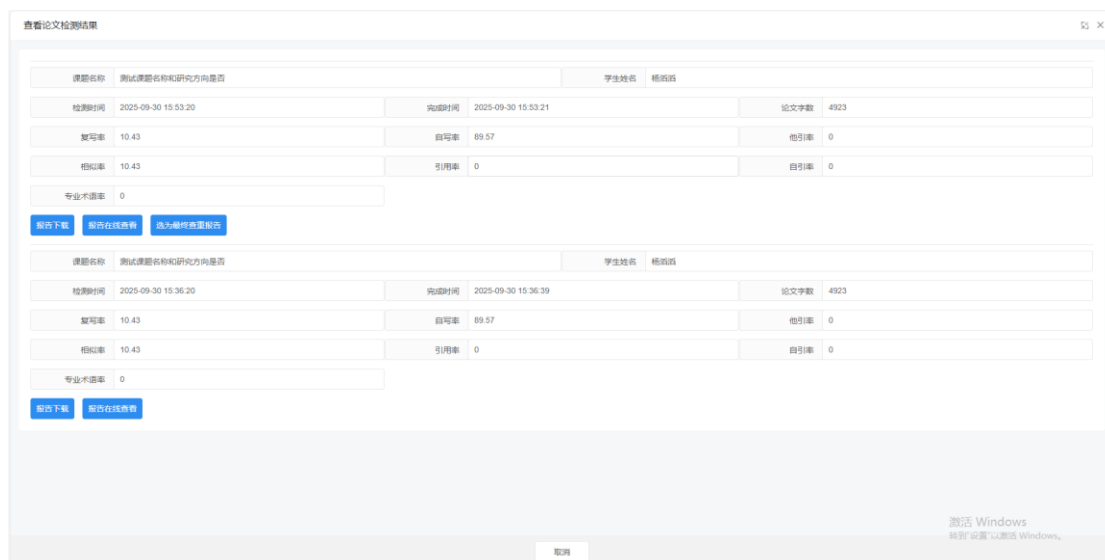 查看论文检测结果
课题名称 测试课题名称和研究方向是否 学生姓名 杨滔滔
检测时间 2025-09-30 15:53:20 完成时间 2025-09-30 15:53:21 论文字数 4923
复写率 10.43 自写率 89.57 他引率 0
相似率 10.43 引用率 0 自引率 0
专业术语率 0
报告下载 报告在线查看 选为最终查重报告
课题名称 测试课题名称和研究方向是否 学生姓名 杨滔滔
检测时间 2025-09-30 15:36:20 完成时间 2025-09-30 15:36:39 论文字数 4923
复写率 10.43 自写率 89.57 他引率 0
相似率 10.43 引用率 0 自引率 0
专业术语率 0
报告下载 报告在线查看
激活 Windows
转到"设置"以激活 Windows。
取消